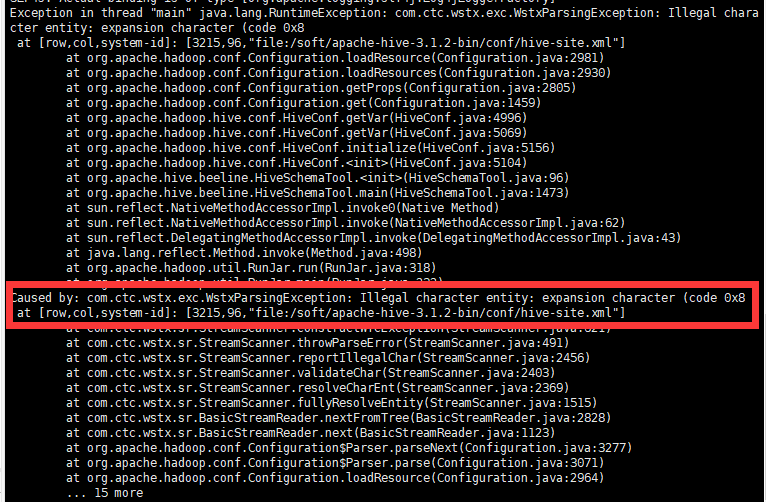 Exception in thread "main" java.lang.RuntimeException: com.ctc.wstx.exc.WstxParsingException: Illegal chara
cter entity: expansion character (code 0x8
at [row,col,system-id]: [3215,96,"file:/soft/apache-hive-3.1.2-bin/conf/hive-site.xml"]
at org.apache.hadoop.conf.Configuration.loadResource(Configuration.java:2981)
at org.apache.hadoop.conf.Configuration.loadResources(Configuration.java:2930)
at org.apache.hadoop.conf.Configuration.getProps(Configuration.java:2805)
at org.apache.hadoop.conf.Configuration.get(Configuration.java:1459)
at org.apache.hadoop.hive.conf.HiveConf.getVar(HiveConf.java:4996)
at org.apache.hadoop.hive.conf.HiveConf.getVar(HiveConf.java:5069)
at org.apache.hadoop.hive.conf.HiveConf.initialize(HiveConf.java:5156)
at org.apache.hadoop.hive.conf.HiveConf.<init>(HiveConf.java:5104)
at org.apache.hive.beeline.HiveSchemaTool.<init>(HiveSchemaTool.java:96)
at org.apache.hive.beeline.HiveSchemaTool.main(HiveSchemaTool.java:1473)
at sun.reflect.NativeMethodAccessorImpl.invoke0(Native Method)
at sun.reflect.NativeMethodAccessorImpl.invoke(NativeMethodAccessorImpl.java:62)
at sun.reflect.DelegatingMethodAccessorImpl.invoke(DelegatingMethodAccessorImpl.java:43)
at java.lang.reflect.Method.invoke(Method.java:498)
at org.apache.hadoop.util.RunJar.run(RunJar.java:318)
Caused by: com.ctc.wstx.exc.WstxParsingException: Illegal character entity: expansion character (code 0x8
at [row,col,system-id]: [3215,96,"file:/soft/apache-hive-3.1.2-bin/conf/hive-site.xml"]
at com.ctc.wstx.sr.StreamScanner.throwParseError(StreamScanner.java:491)
at com.ctc.wstx.sr.StreamScanner.reportIllegalChar(StreamScanner.java:2456)
at com.ctc.wstx.sr.StreamScanner.validateChar(StreamScanner.java:2403)
at com.ctc.wstx.sr.StreamScanner.resolveCharEnt(StreamScanner.java:2369)
at com.ctc.wstx.sr.StreamScanner.fullyResolveEntity(StreamScanner.java:1515)
at com.ctc.wstx.sr.BasicStreamReader.nextFromTree(BasicStreamReader.java:2828)
at com.ctc.wstx.sr.BasicStreamReader.next(BasicStreamReader.java:1123)
at org.apache.hadoop.conf.Configuration$Parser.parseNext(Configuration.java:3277)
at org.apache.hadoop.conf.Configuration$Parser.parse(Configuration.java:3071)
at org.apache.hadoop.conf.Configuration.loadResource(Configuration.java:2964)
... 15 more